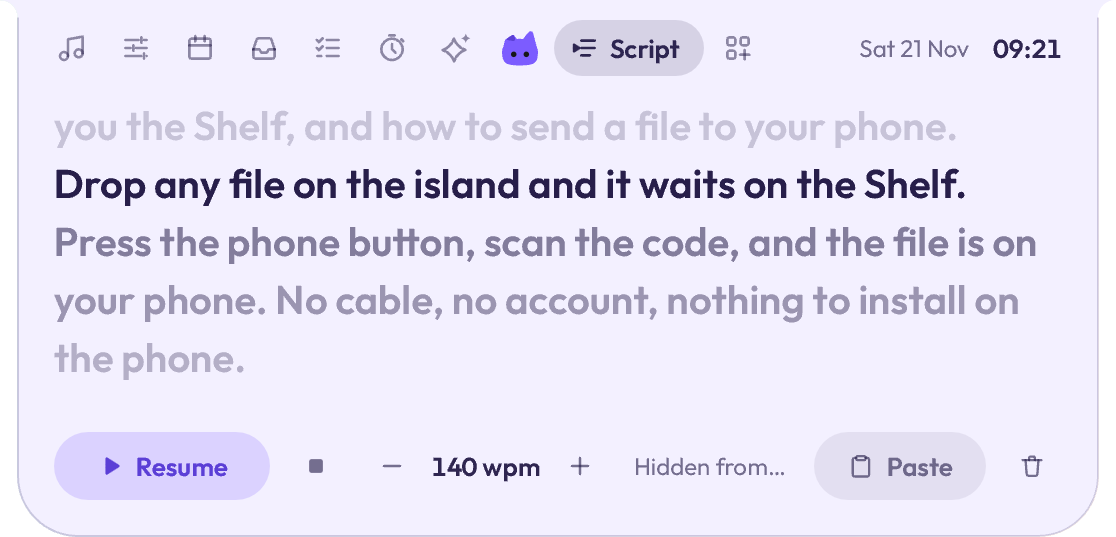 Script
Sat 21 Nov 09:21
you the Shelf, and how to send a file to your phone.
Drop any file on the island and it waits on the Shelf.
Press the phone button, scan the code, and the file is on
your phone. No cable, no account, nothing to install on
the phone.
Resume
140 wpm
Hidden from...
Paste